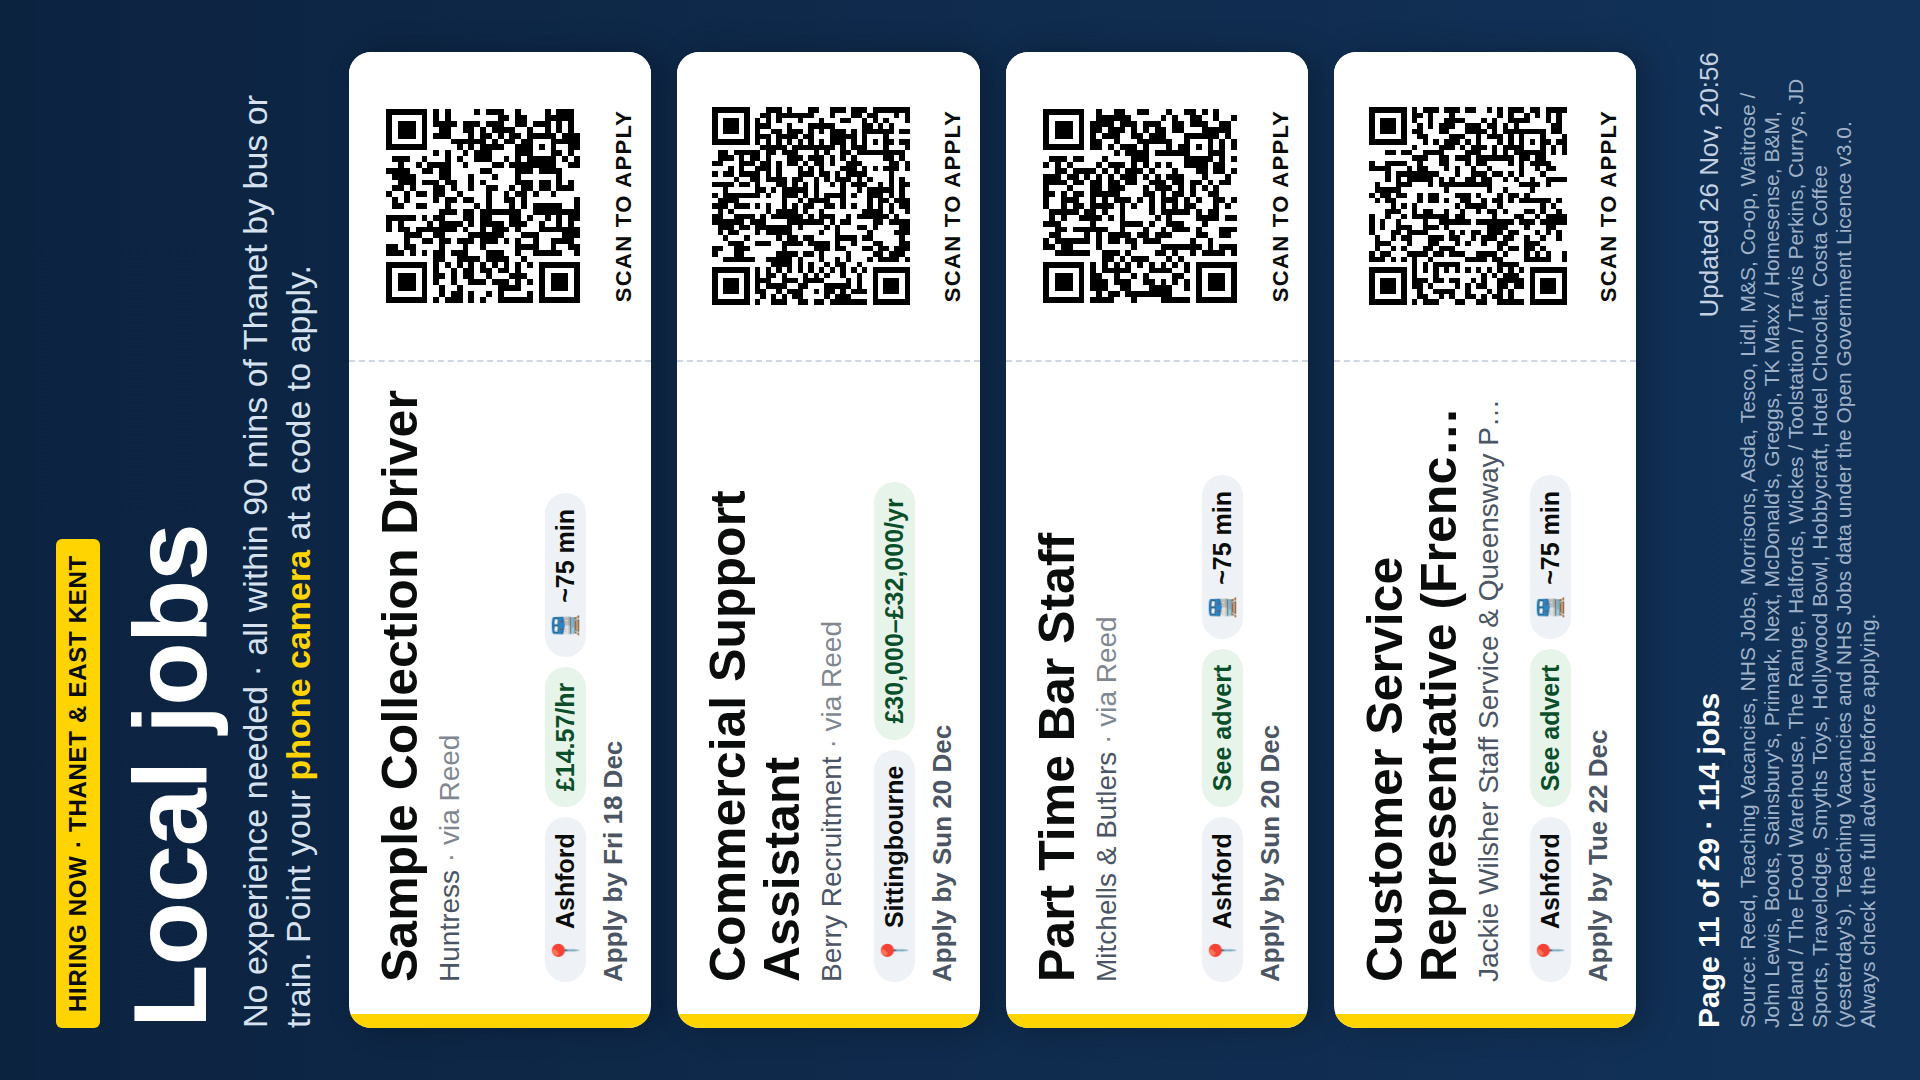 HIRING NOW · THANET & EAST KENT
Local jobs
No experience needed · all within 90 mins of Thanet by bus or
train. Point your phone camera at a code to apply.
Sample Collection Driver
Huntress · via Reed
📍 Ashford £14.57/hr 🚆 ~75 min
Apply by Fri 18 Dec
SCAN TO APPLY
Commercial Support
Assistant
Berry Recruitment · via Reed
📍 Sittingbourne £30,000–£32,000/yr
Apply by Sun 20 Dec
SCAN TO APPLY
Part Time Bar Staff
Mitchells & Butlers · via Reed
📍 Ashford See advert 🚆 ~75 min
Apply by Sun 20 Dec
SCAN TO APPLY
Customer Service
Representative (Frenc…
Jackie Wilsher Staff Service & Queensway P…
📍 Ashford See advert 🚆 ~75 min
Apply by Tue 22 Dec
SCAN TO APPLY
Page 11 of 29 · 114 jobs
Updated 26 Nov, 20:56
Source: Reed, Teaching Vacancies, NHS Jobs, Morrisons, Asda, Tesco, Lidl, M&S, Co-op, Waitrose /
John Lewis, Boots, Sainsbury's, Primark, Next, McDonald's, Greggs, TK Maxx / Homesense, B&M,
Iceland / The Food Warehouse, The Range, Halfords, Wickes / Toolstation / Travis Perkins, Currys, JD
Sports, Travelodge, Smyths Toys, Hollywood Bowl, Hobbycraft, Hotel Chocolat, Costa Coffee
(yesterday's). Teaching Vacancies and NHS Jobs data under the Open Government Licence v3.0.
Always check the full advert before applying.